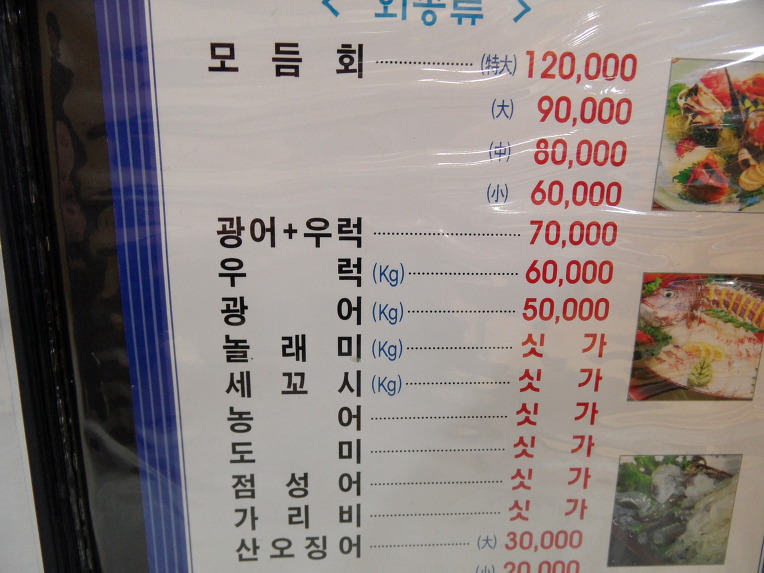 < 회종류 >
모 듬 회 (特大) 120,000
(大) 90,000
(中) 80,000
(小) 60,000
광어+우럭 70,000
우 럭 (Kg) 60,000
광 어 (Kg) 50,000
놀 래 미 (Kg) 싯 가
세 꼬 시 (Kg) 싯 가
농 어 싯 가
도 미 싯 가
점 성 어 싯 가
가 리 비 싯 가
산 오 징 어 (大) 30,000
(小) 20,000